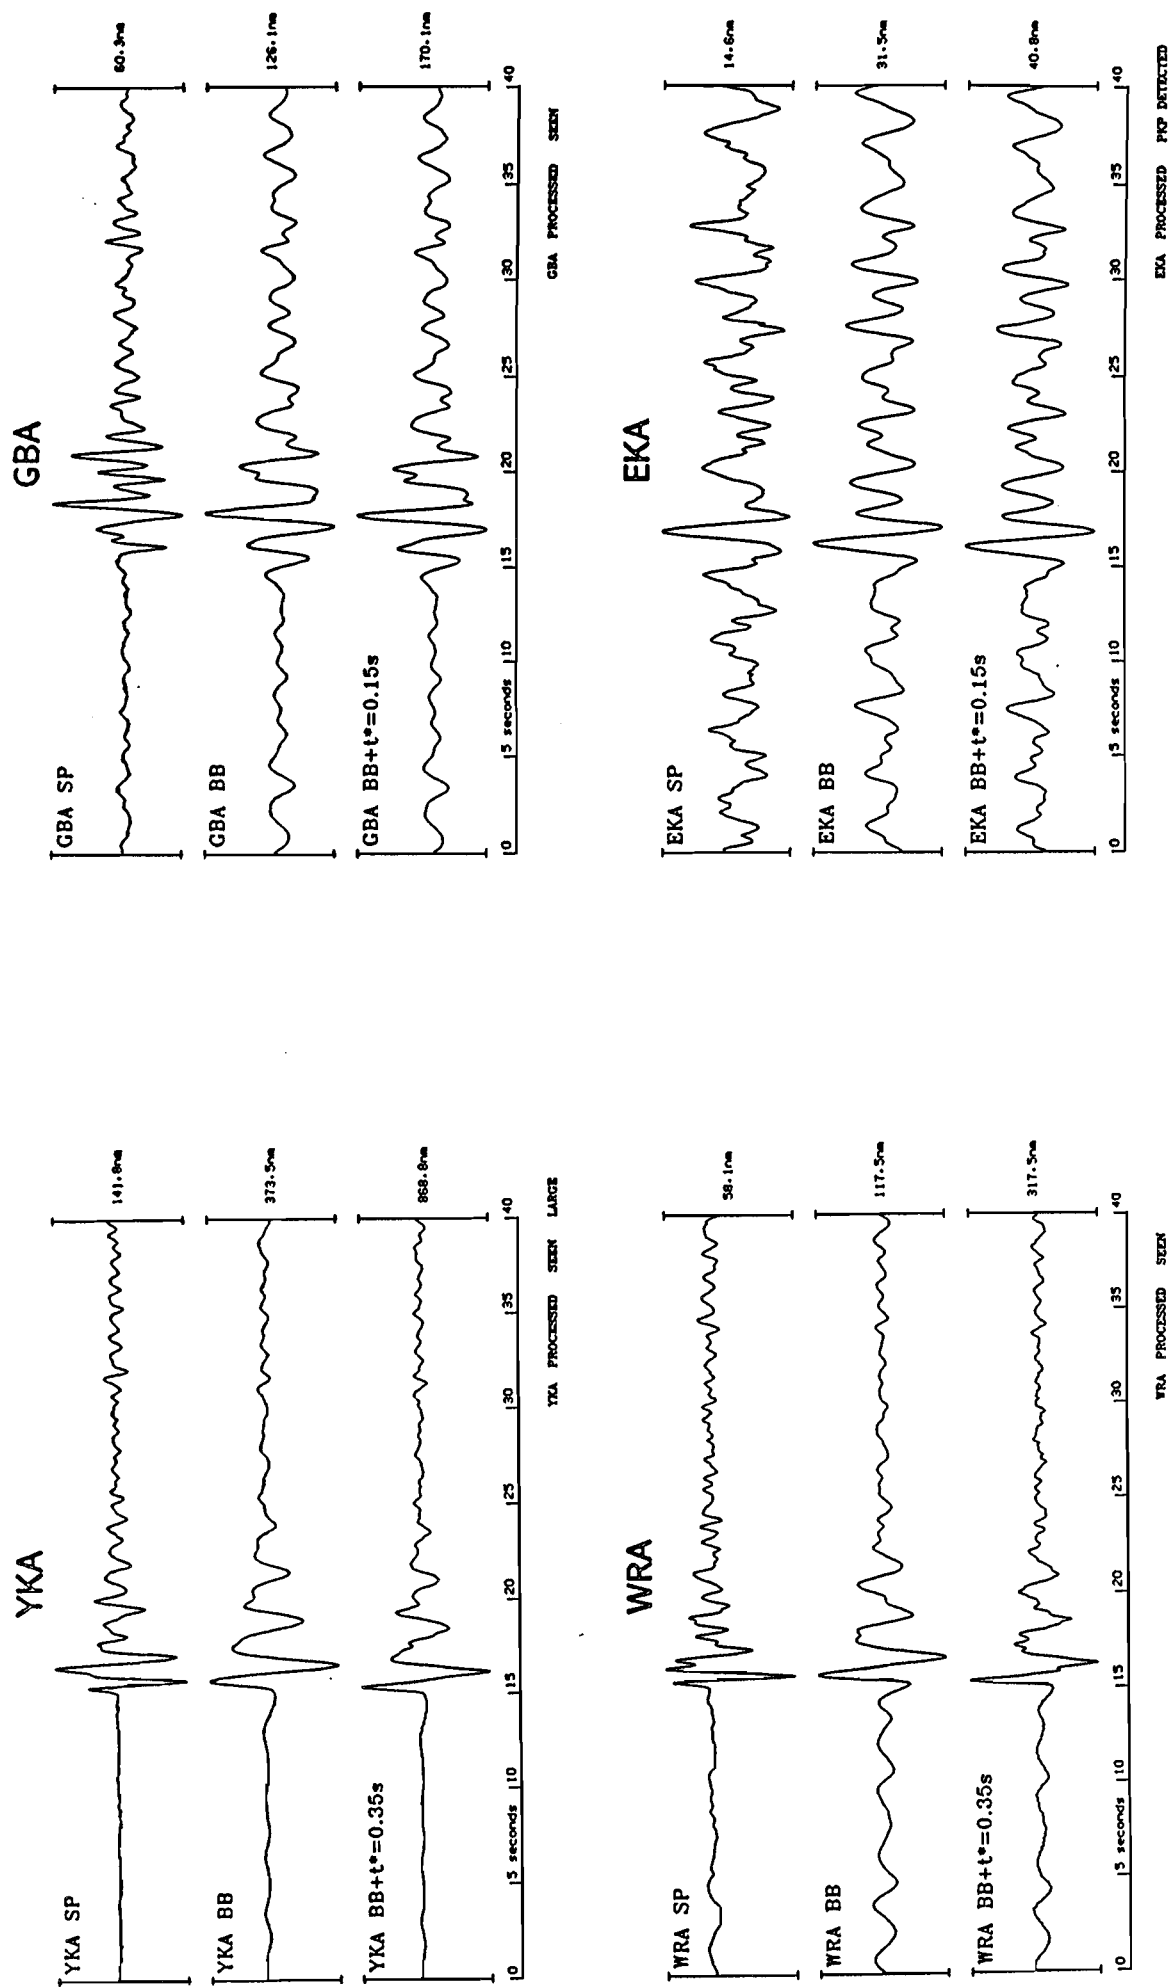 YKA
YKA SP
141.8nm
YKA BB
373.5nm
YKA BB+t*=0.35s
868.8nm
0 5 seconds 10 15 20 25 30 35 40
YKA PROCESSED SEEN LARGE
GBA
GBA SP
60.3nm
GBA BB
126.1nm
GBA BB+t*=0.15s
170.1nm
0 5 seconds 10 15 20 25 30 35 40
GBA PROCESSED SEEN
WRA
WRA SP
58.1nm
WRA BB
117.5nm
WRA BB+t*=0.35s
317.5nm
0 5 seconds 10 15 20 25 30 35 40
WRA PROCESSED SEEN
EKA
EKA SP
14.6nm
EKA BB
31.5nm
EKA BB+t*=0.15s
40.8nm
0 5 seconds 10 15 20 25 30 35 40
EKA PROCESSED PKP DETECTED